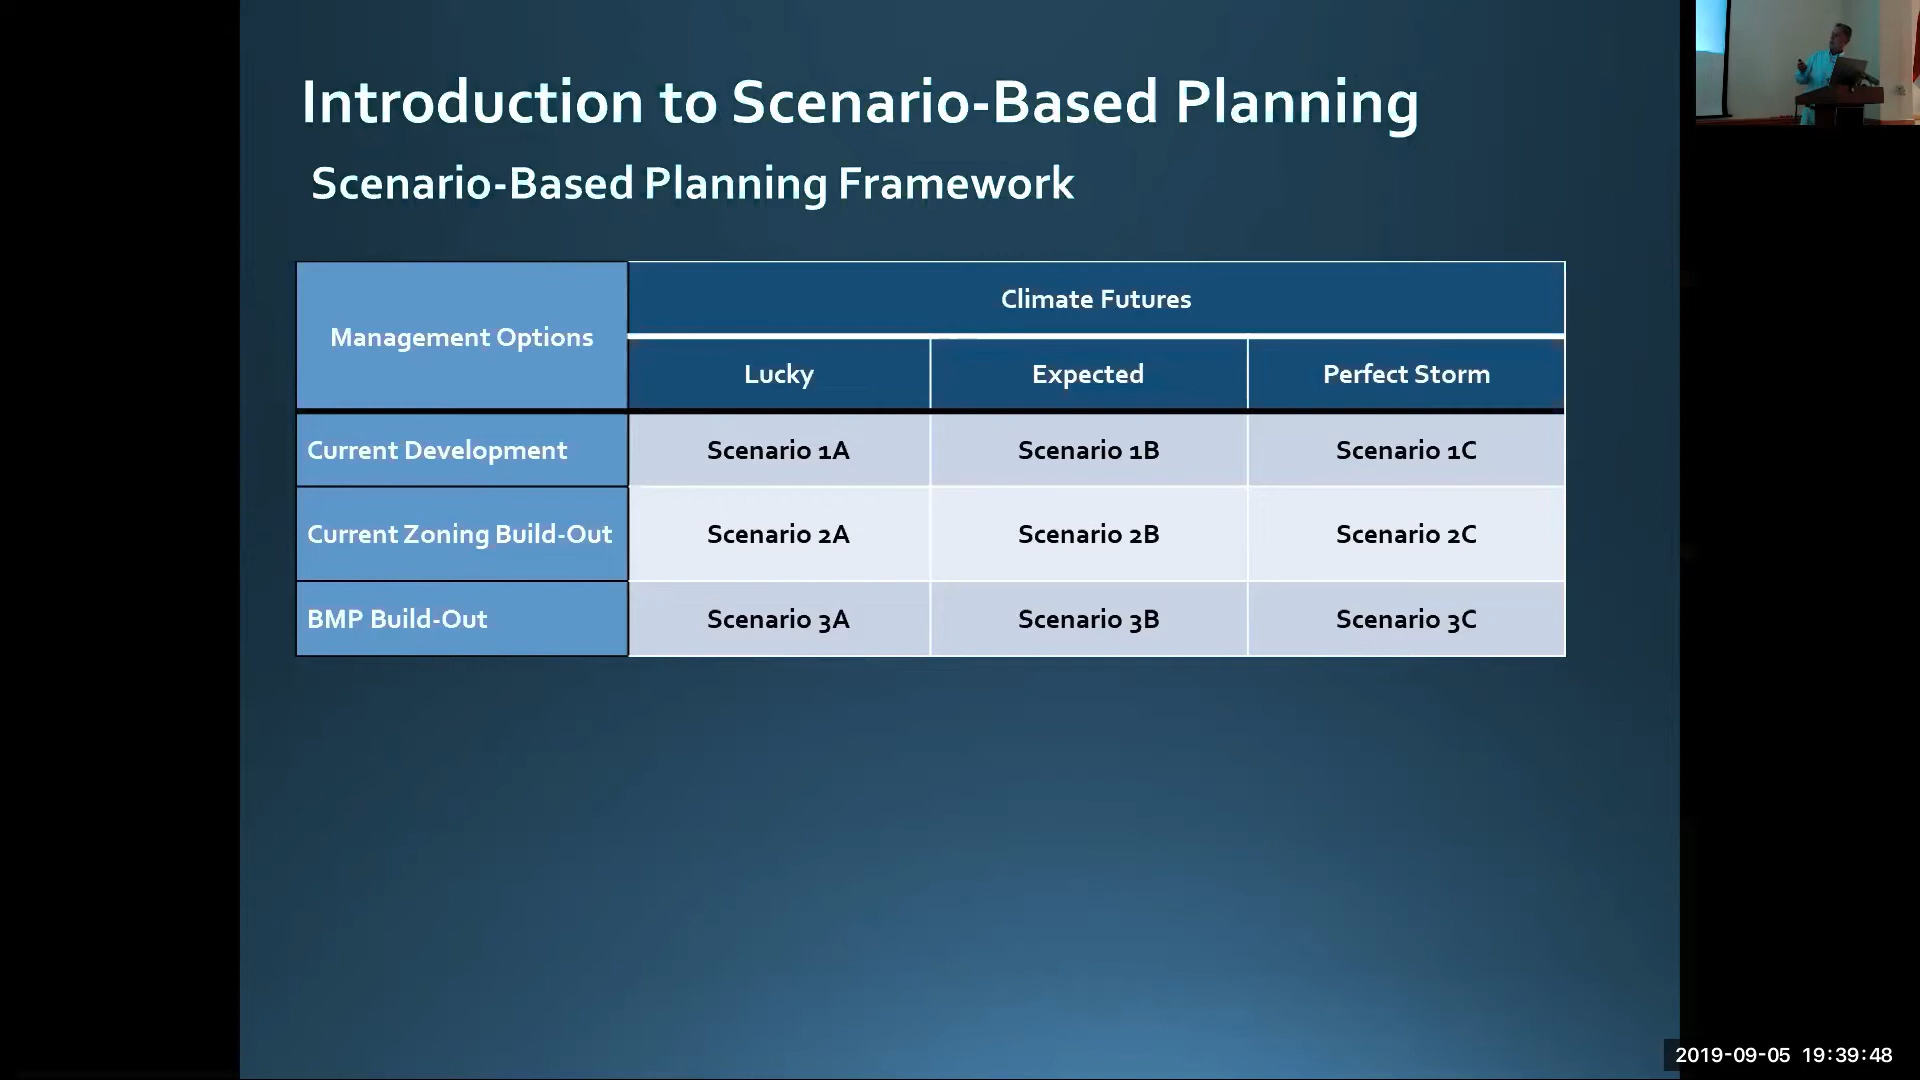 Introduction to Scenario-Based Planning
Scenario-Based Planning Framework
Management Options
Climate Futures
Lucky Expected Perfect Storm
Current Development Scenario 1A Scenario 1B Scenario 1C
Current Zoning Build-Out Scenario 2A Scenario 2B Scenario 2C
BMP Build-Out Scenario 3A Scenario 3B Scenario 3C
2019-09-05 19:39:48